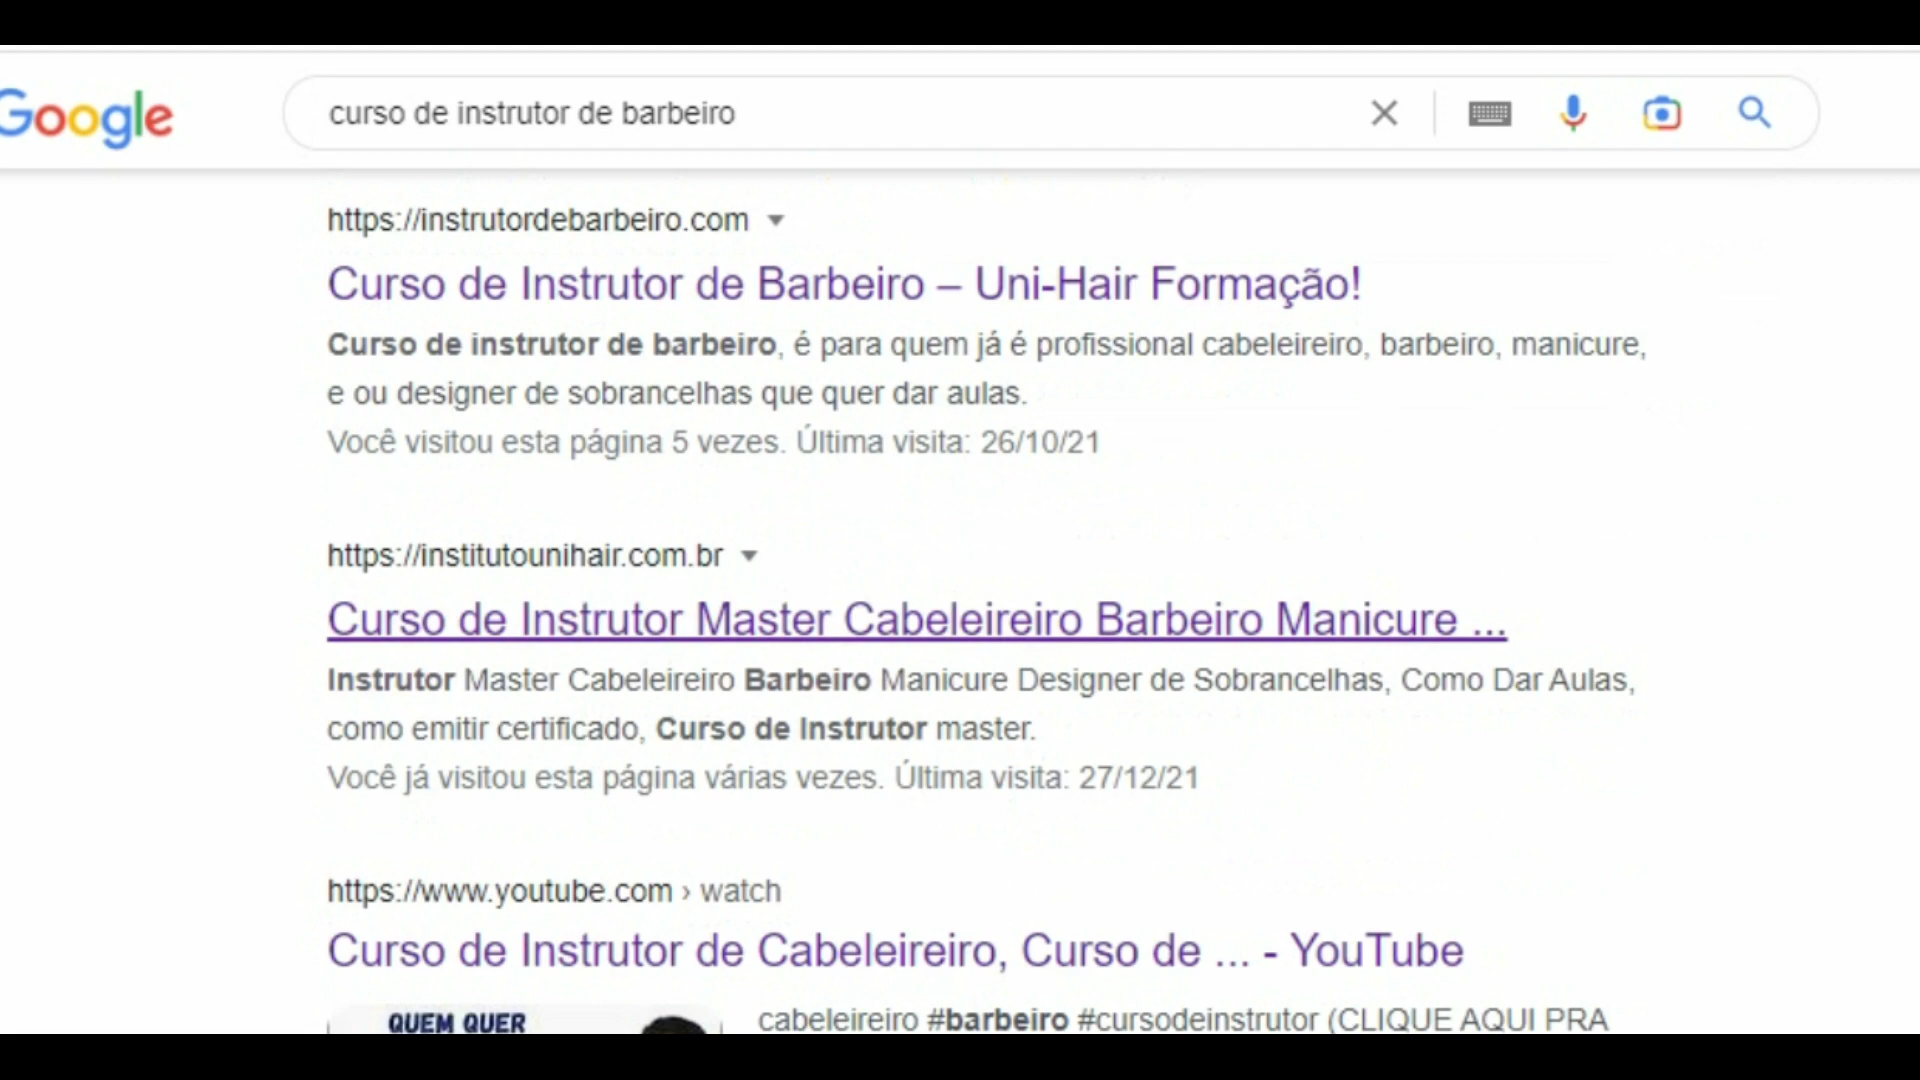 Google
curso de instrutor de barbeiro
https://instrutordebarbeiro.com
Curso de Instrutor de Barbeiro – Uni-Hair Formação!
Curso de instrutor de barbeiro, é para quem já é profissional cabeleireiro, barbeiro, manicure,
e ou designer de sobrancelhas que quer dar aulas.
Você visitou esta página 5 vezes. Última visita: 26/10/21
https://institutounihair.com.br
Curso de Instrutor Master Cabeleireiro Barbeiro Manicure ...
Instrutor Master Cabeleireiro Barbeiro Manicure Designer de Sobrancelhas, Como Dar Aulas,
como emitir certificado, Curso de Instrutor master.
Você já visitou esta página várias vezes. Última visita: 27/12/21
https://www.youtube.com › watch
Curso de Instrutor de Cabeleireiro, Curso de ... - YouTube
QUEM QUER
cabeleireiro #barbeiro #cursodeinstrutor (CLIQUE AQUI PRA